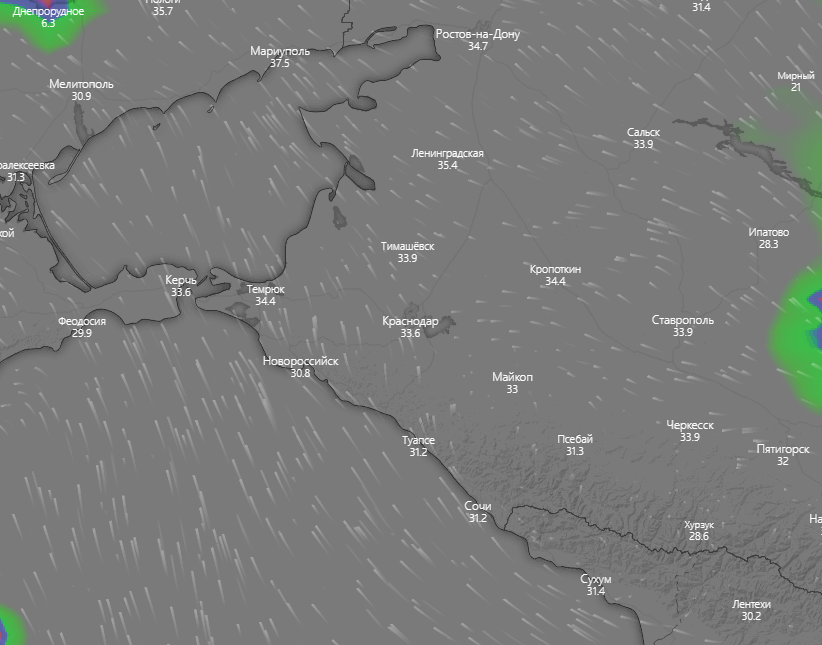 Пологи
35.7
31.4
Днепрорудное
6.3
Ростов-на-Дону
34.7
Мариуполь
37.5
Мелитополь
30.9
Мирный
21
Сальск
33.9
Ленинградская
35.4
оалексеевка
31.3
кой
Ипатово
28.3
Тимашёвск
33.9
Кропоткин
34.4
Керчь
33.6
Темрюк
34.4
Феодосия
29.9
Краснодар
33.6
Ставрополь
33.9
Новороссийск
30.8
Майкоп
33
Черкесск
33.9
Туапсе
31.2
Псебай
31.3
Пятигорск
32
Сочи
31.2
На
Хурзук
28.6
Сухум
31.4
Лентехи
30.2